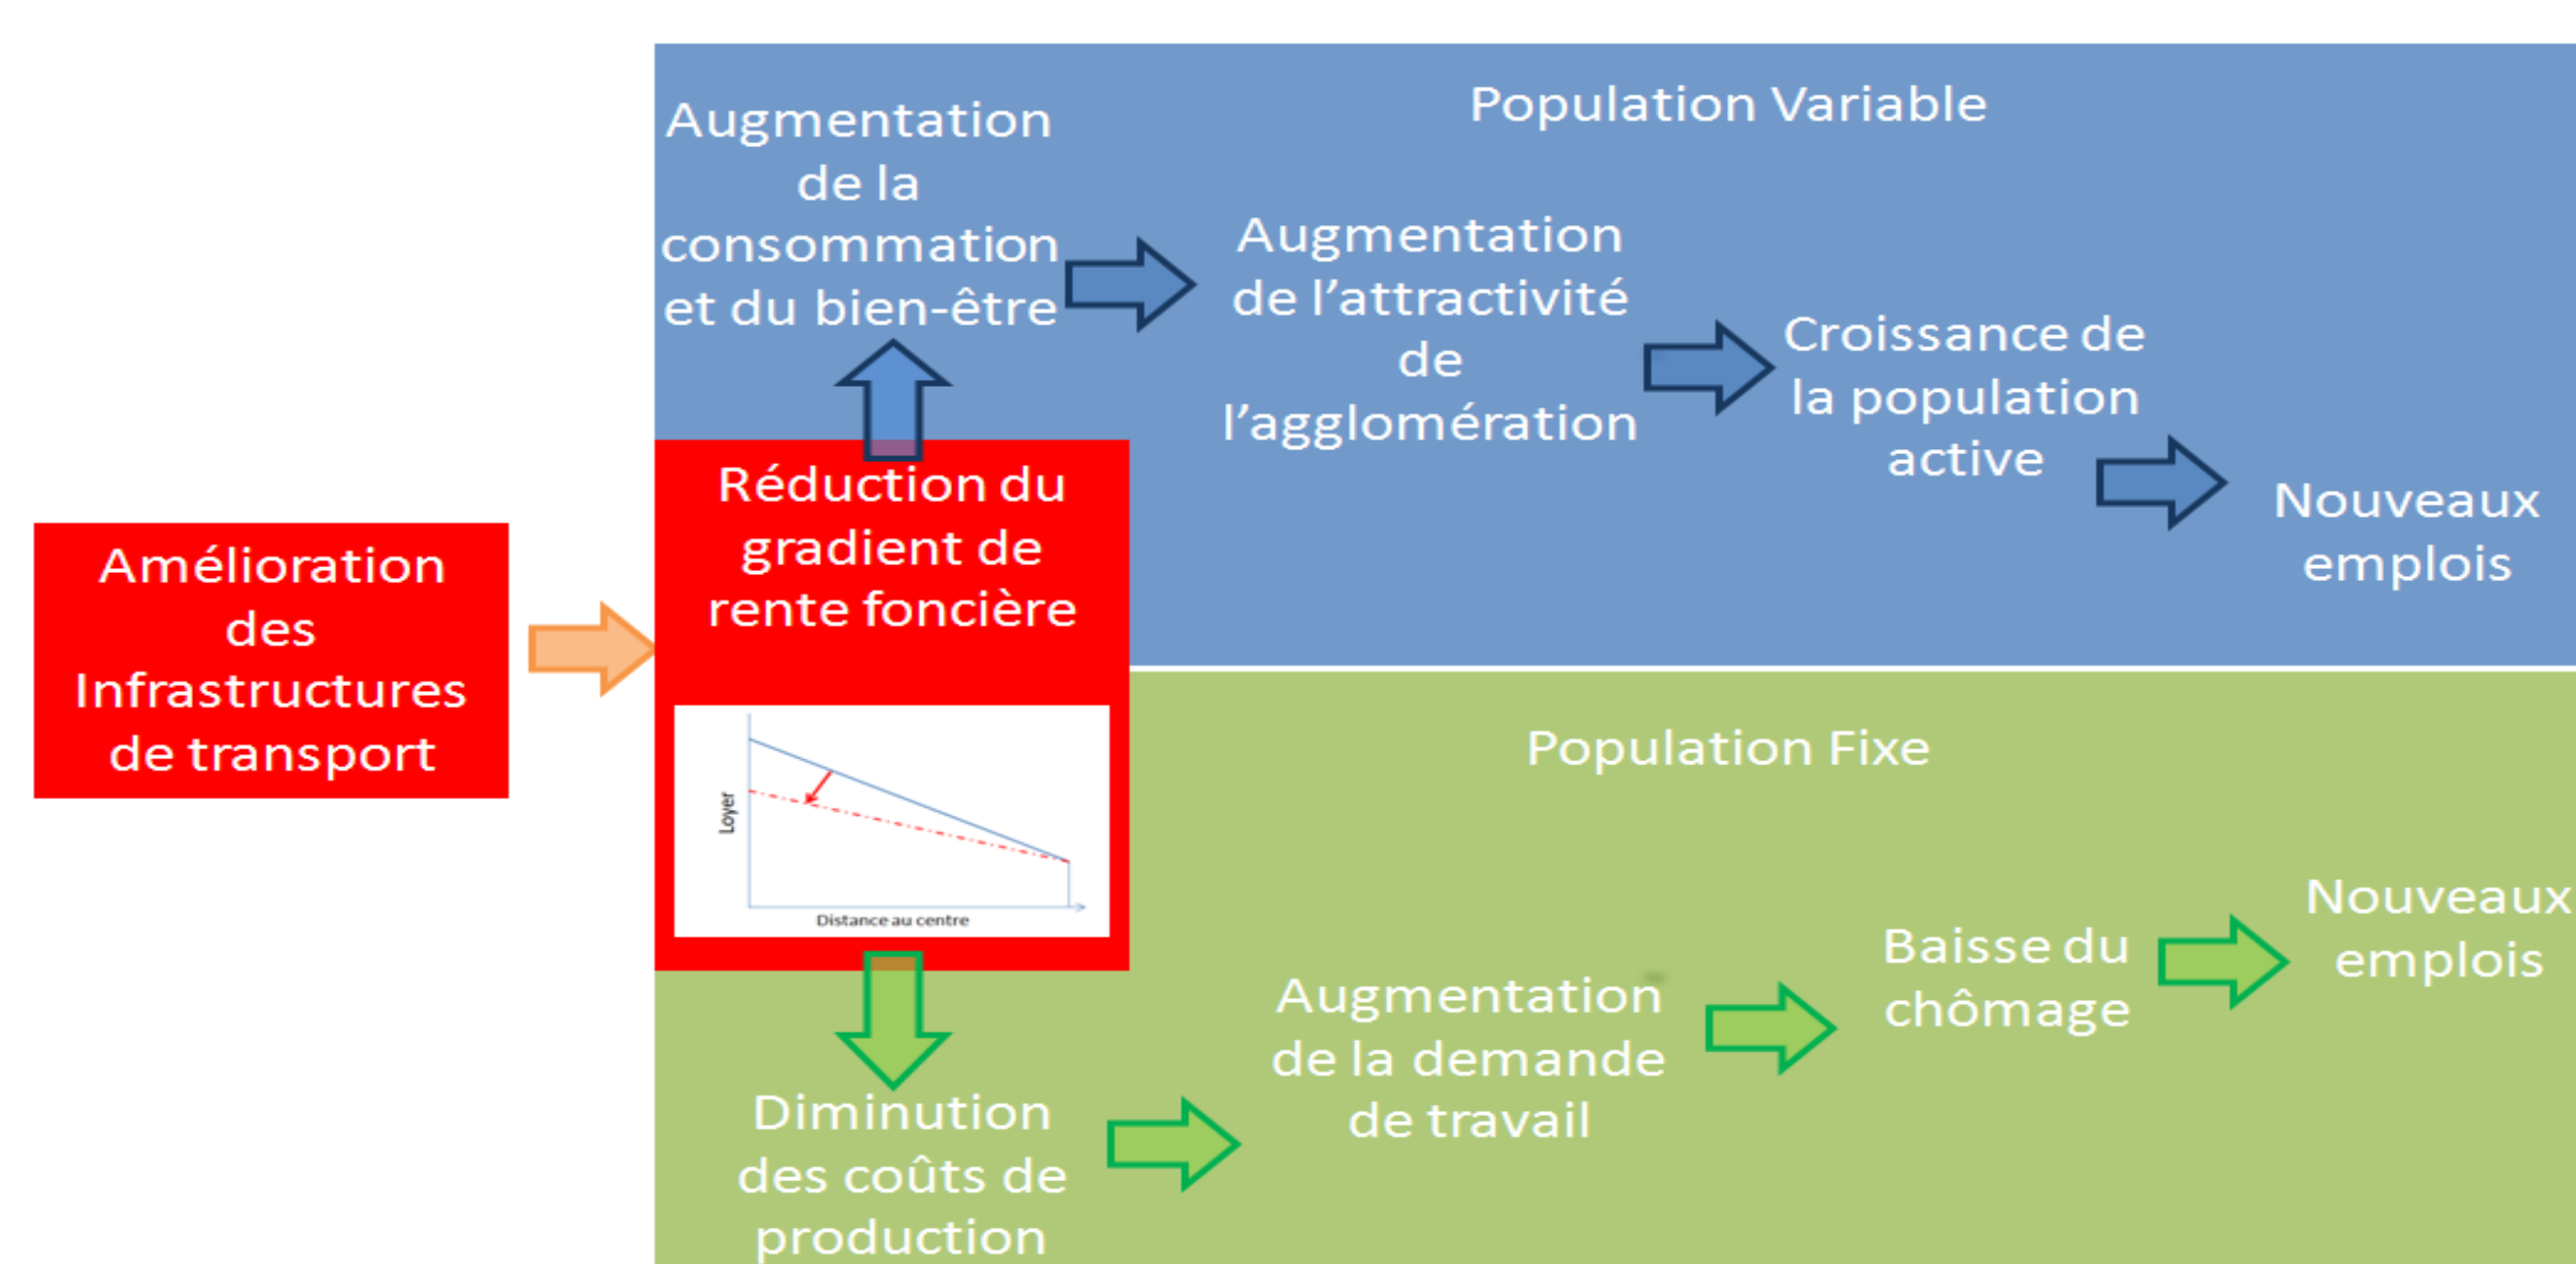 Amélioration
des
Infrastructures
de transport
Réduction du
gradient de
rente foncière
Loyer
Distance au centre
Population Variable
Augmentation
de la
consommation
et du bien-être
Augmentation
de l’attractivité
de
l’agglomération
Croissance de
la population
active
Nouveaux
emplois
Population Fixe
Diminution
des coûts de
production
Augmentation
de la demande
de travail
Baisse du
chômage
Nouveaux
emplois